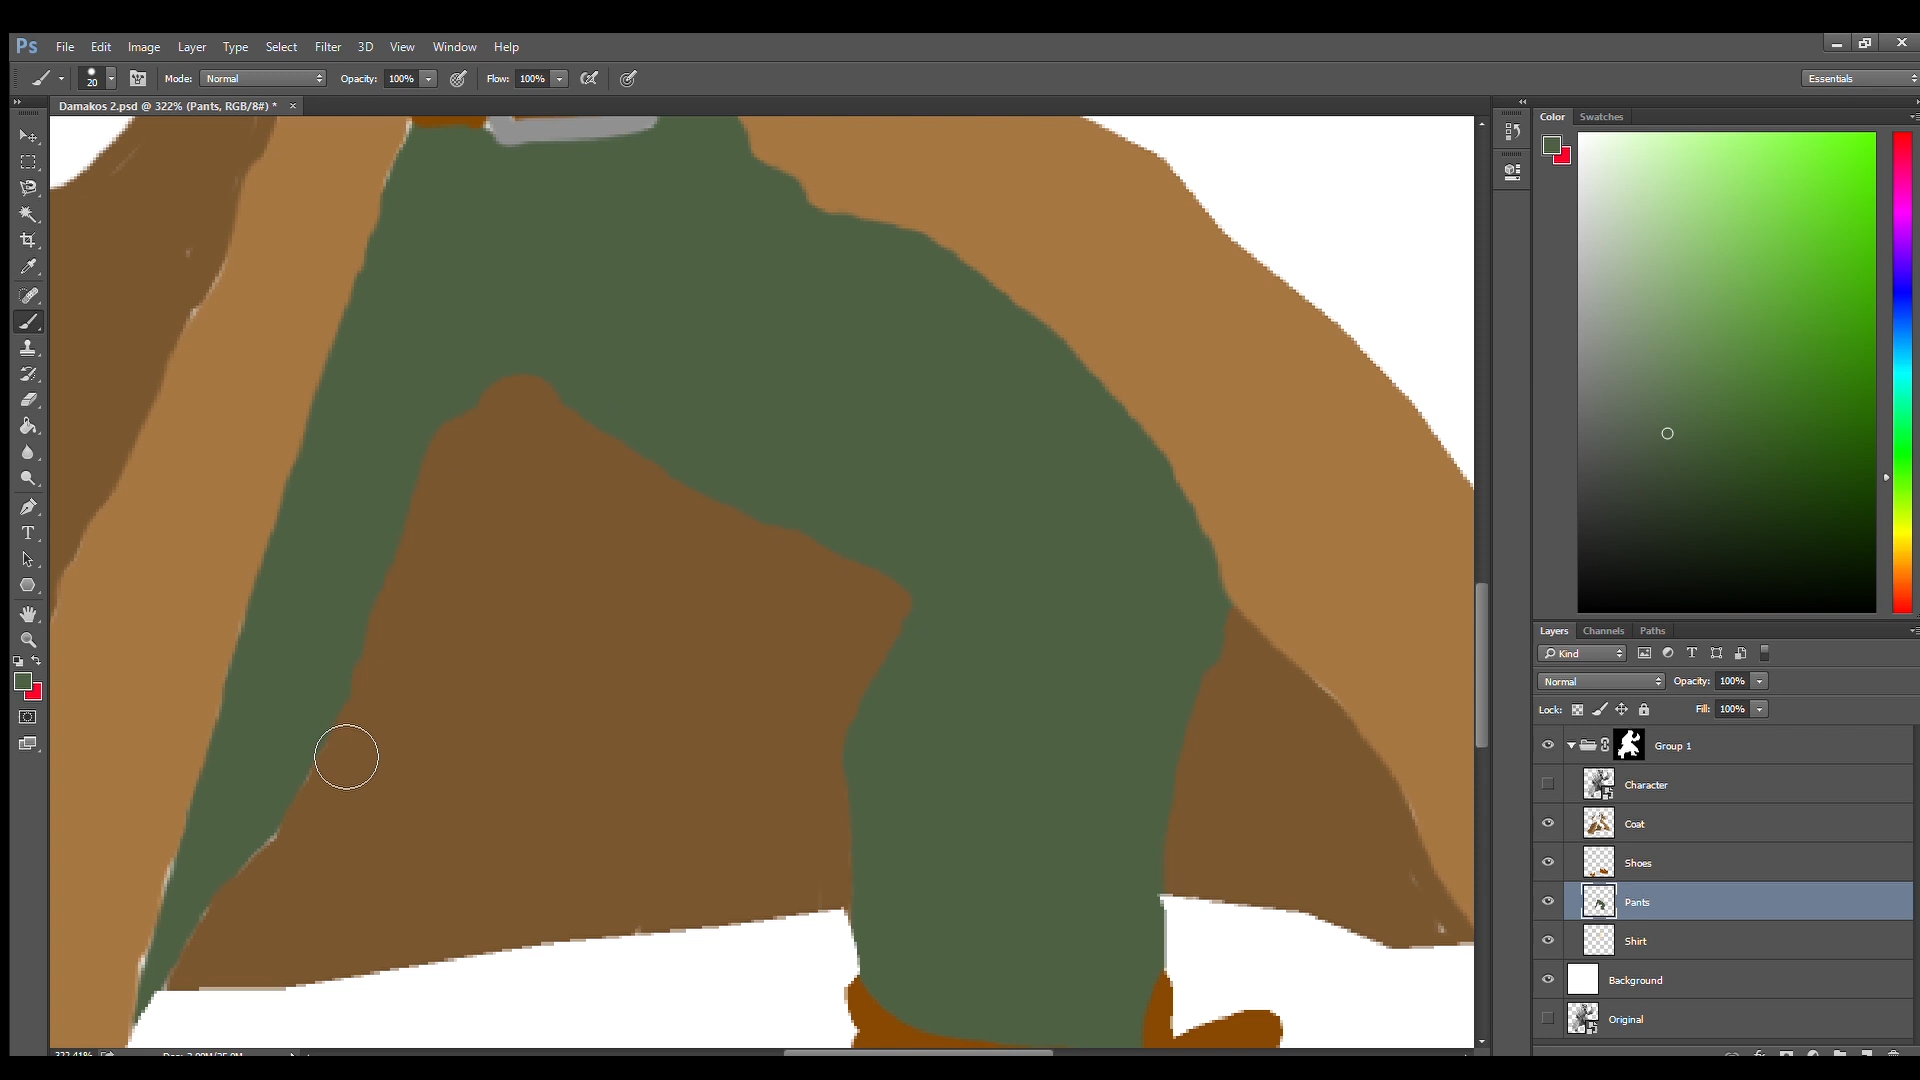 Ps File Edit Image Layer Type Select Filter 3D View Window Help
20 Mode: Normal Opacity: 100% Flow: 100% Essentials
Damakos 2.psd @ 322% (Pants, RGB/8#) * ×
Color Swatches
Layers Channels Paths
Kind
Normal Opacity: 100%
Lock: Fill: 100%
Group 1
Character
Coat
Shoes
Pants
Shirt
Background
Original
322.41%